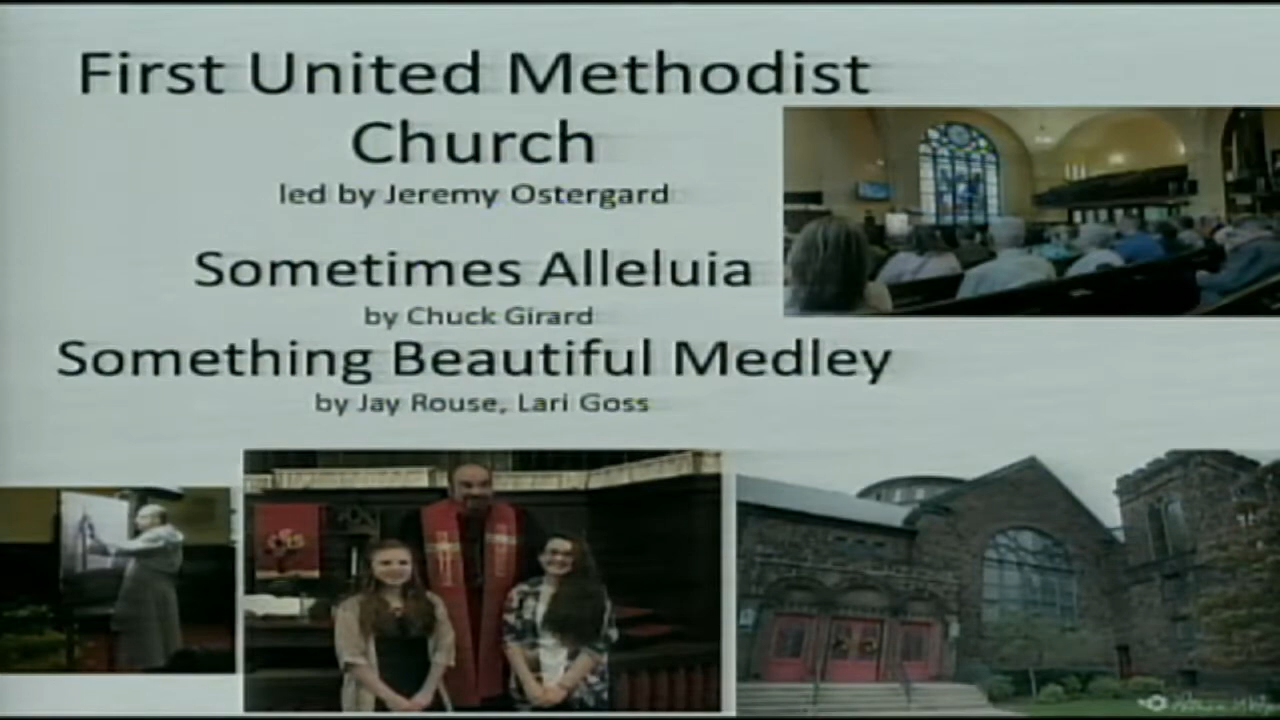 First United Methodist
Church
led by Jeremy Ostergard
Sometimes Alleluia
by Chuck Girard
Something Beautiful Medley
by Jay Rouse, Lari Goss